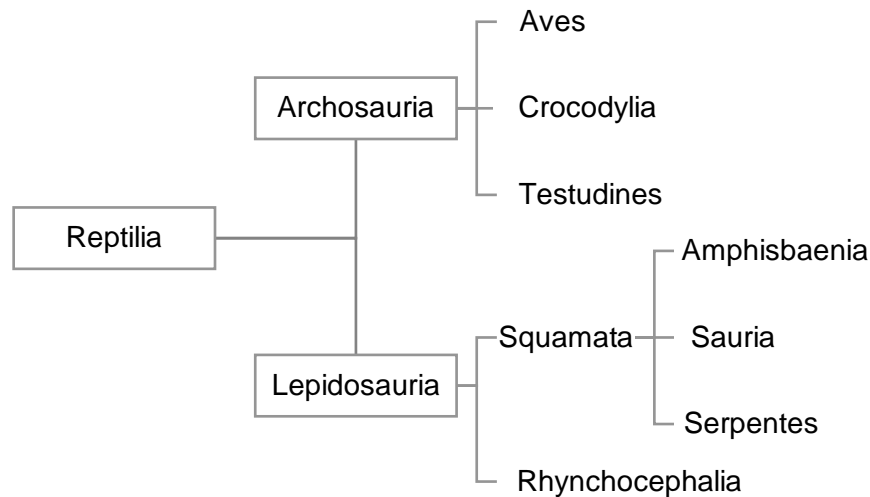 Aves
Archosauria
Crocodylia
Testudines
Reptilia
Amphisbaenia
Squamata
Sauria
Lepidosauria
Serpentes
Rhynchocephalia